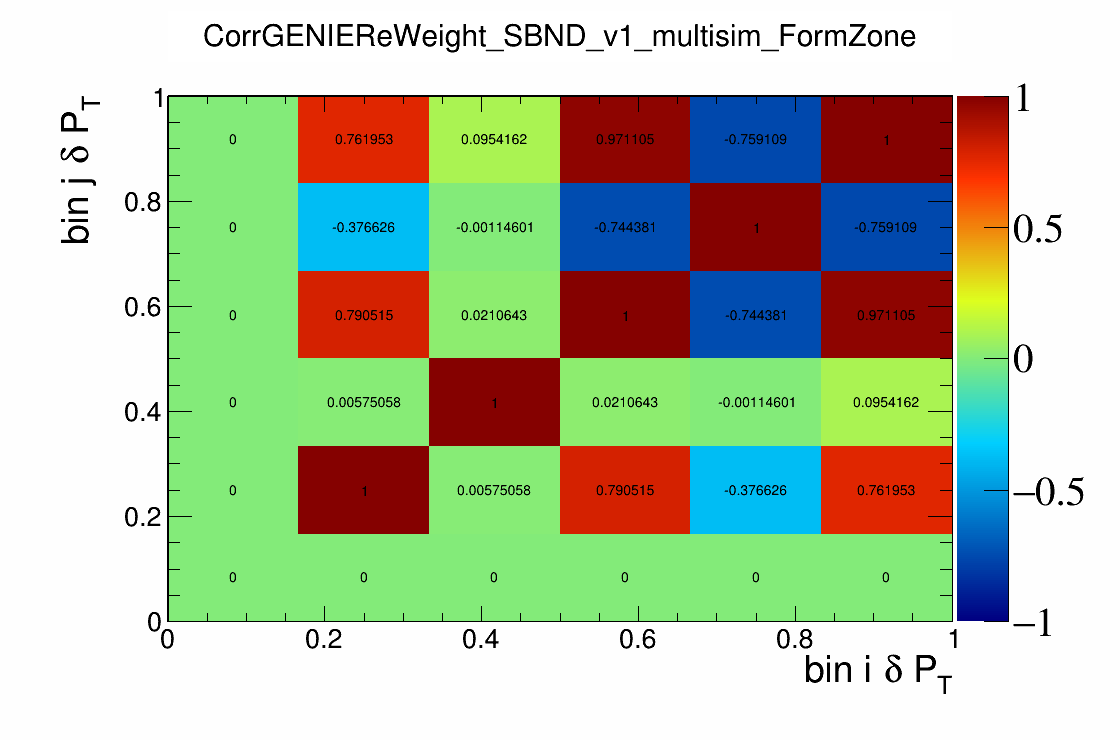 CorrGENIEReWeight_SBND_v1_multisim_FormZone
bin j δ P_T
1
0.8
0.6
0.4
0.2
0
0 0.761953 0.0954162 0.971105 -0.759109 1
0 -0.376626 -0.00114601 -0.744381 1 -0.759109
0 0.790515 0.0210643 1 -0.744381 0.971105
0 0.00575058 1 0.0210643 -0.00114601 0.0954162
0 1 0.00575058 0.790515 -0.376626 0.761953
0 0 0 0 0 0
0 0.2 0.4 0.6 0.8 1
bin i δ P_T
1
0.5
0
−0.5
−1